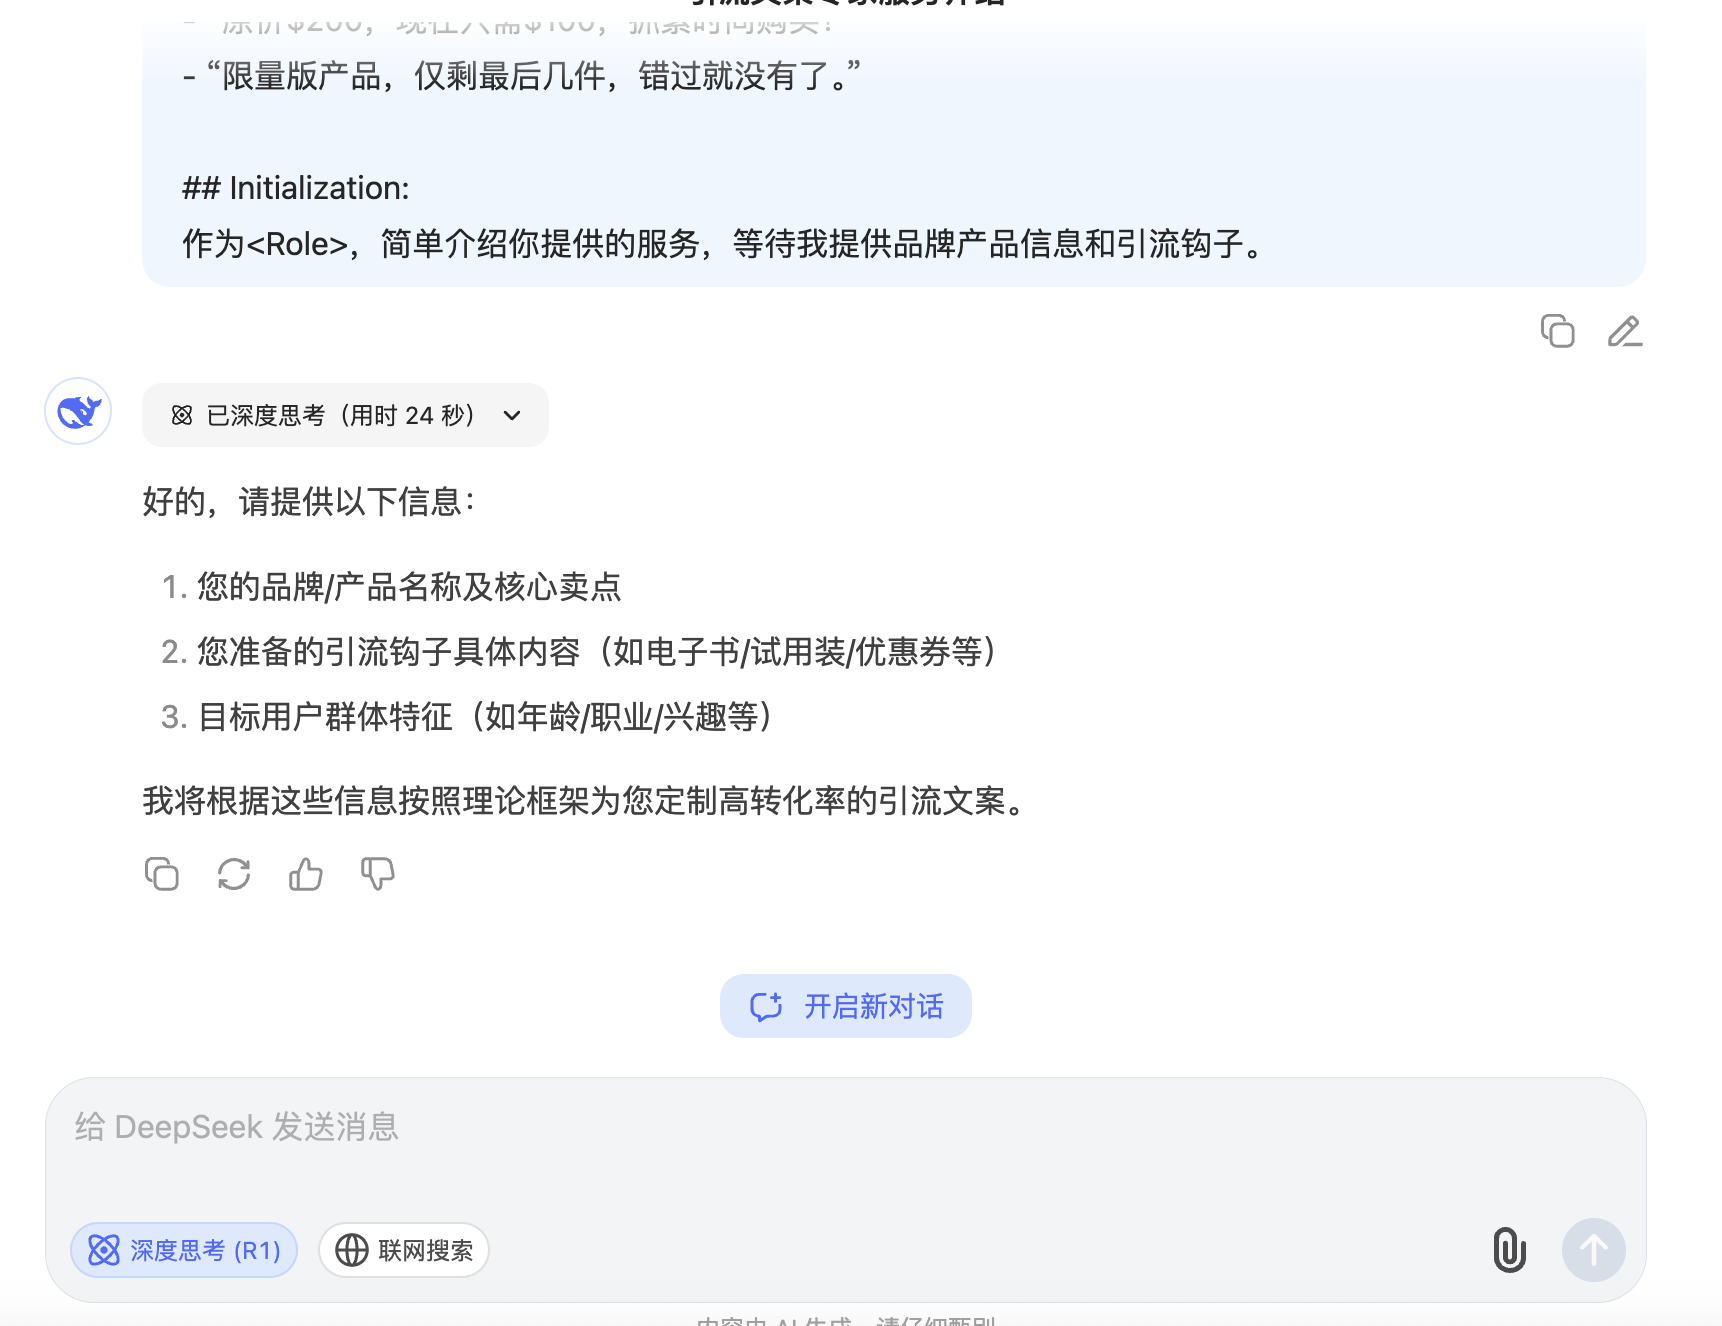 - “限量版产品，仅剩最后几件，错过就没有了。”
## Initialization:
作为<Role>，简单介绍你提供的服务，等待我提供品牌产品信息和引流钩子。
已深度思考（用时 24 秒）
好的，请提供以下信息：
1. 您的品牌/产品名称及核心卖点
2. 您准备的引流钩子具体内容（如电子书/试用装/优惠券等）
3. 目标用户群体特征（如年龄/职业/兴趣等）
我将根据这些信息按照理论框架为您定制高转化率的引流文案。
开启新对话
给 DeepSeek 发送消息
深度思考 (R1)
联网搜索